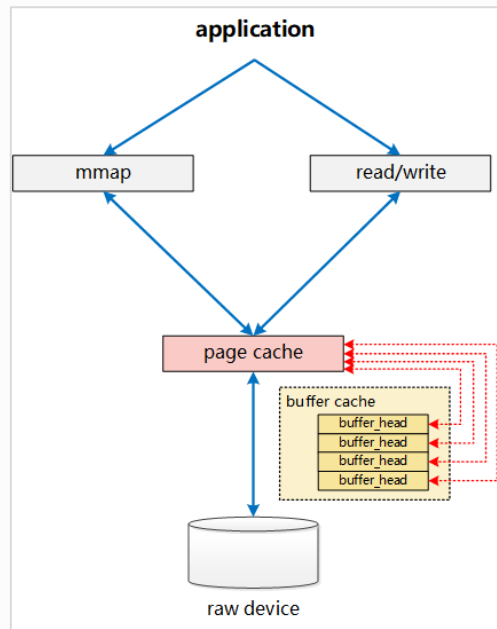 application
mmap
read/write
page cache
buffer cache
buffer_head
buffer_head
buffer_head
buffer_head
raw device